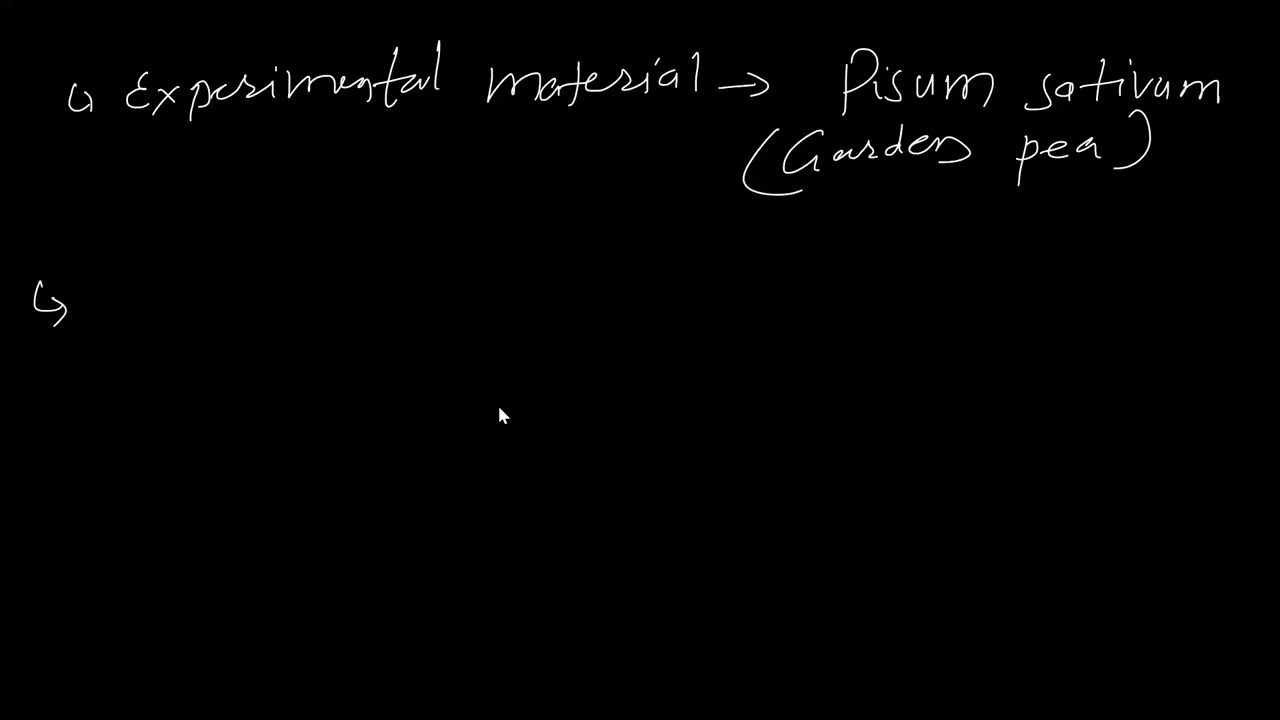 ↳ Experimental material → Pisum sativum
(Garden pea)
↳